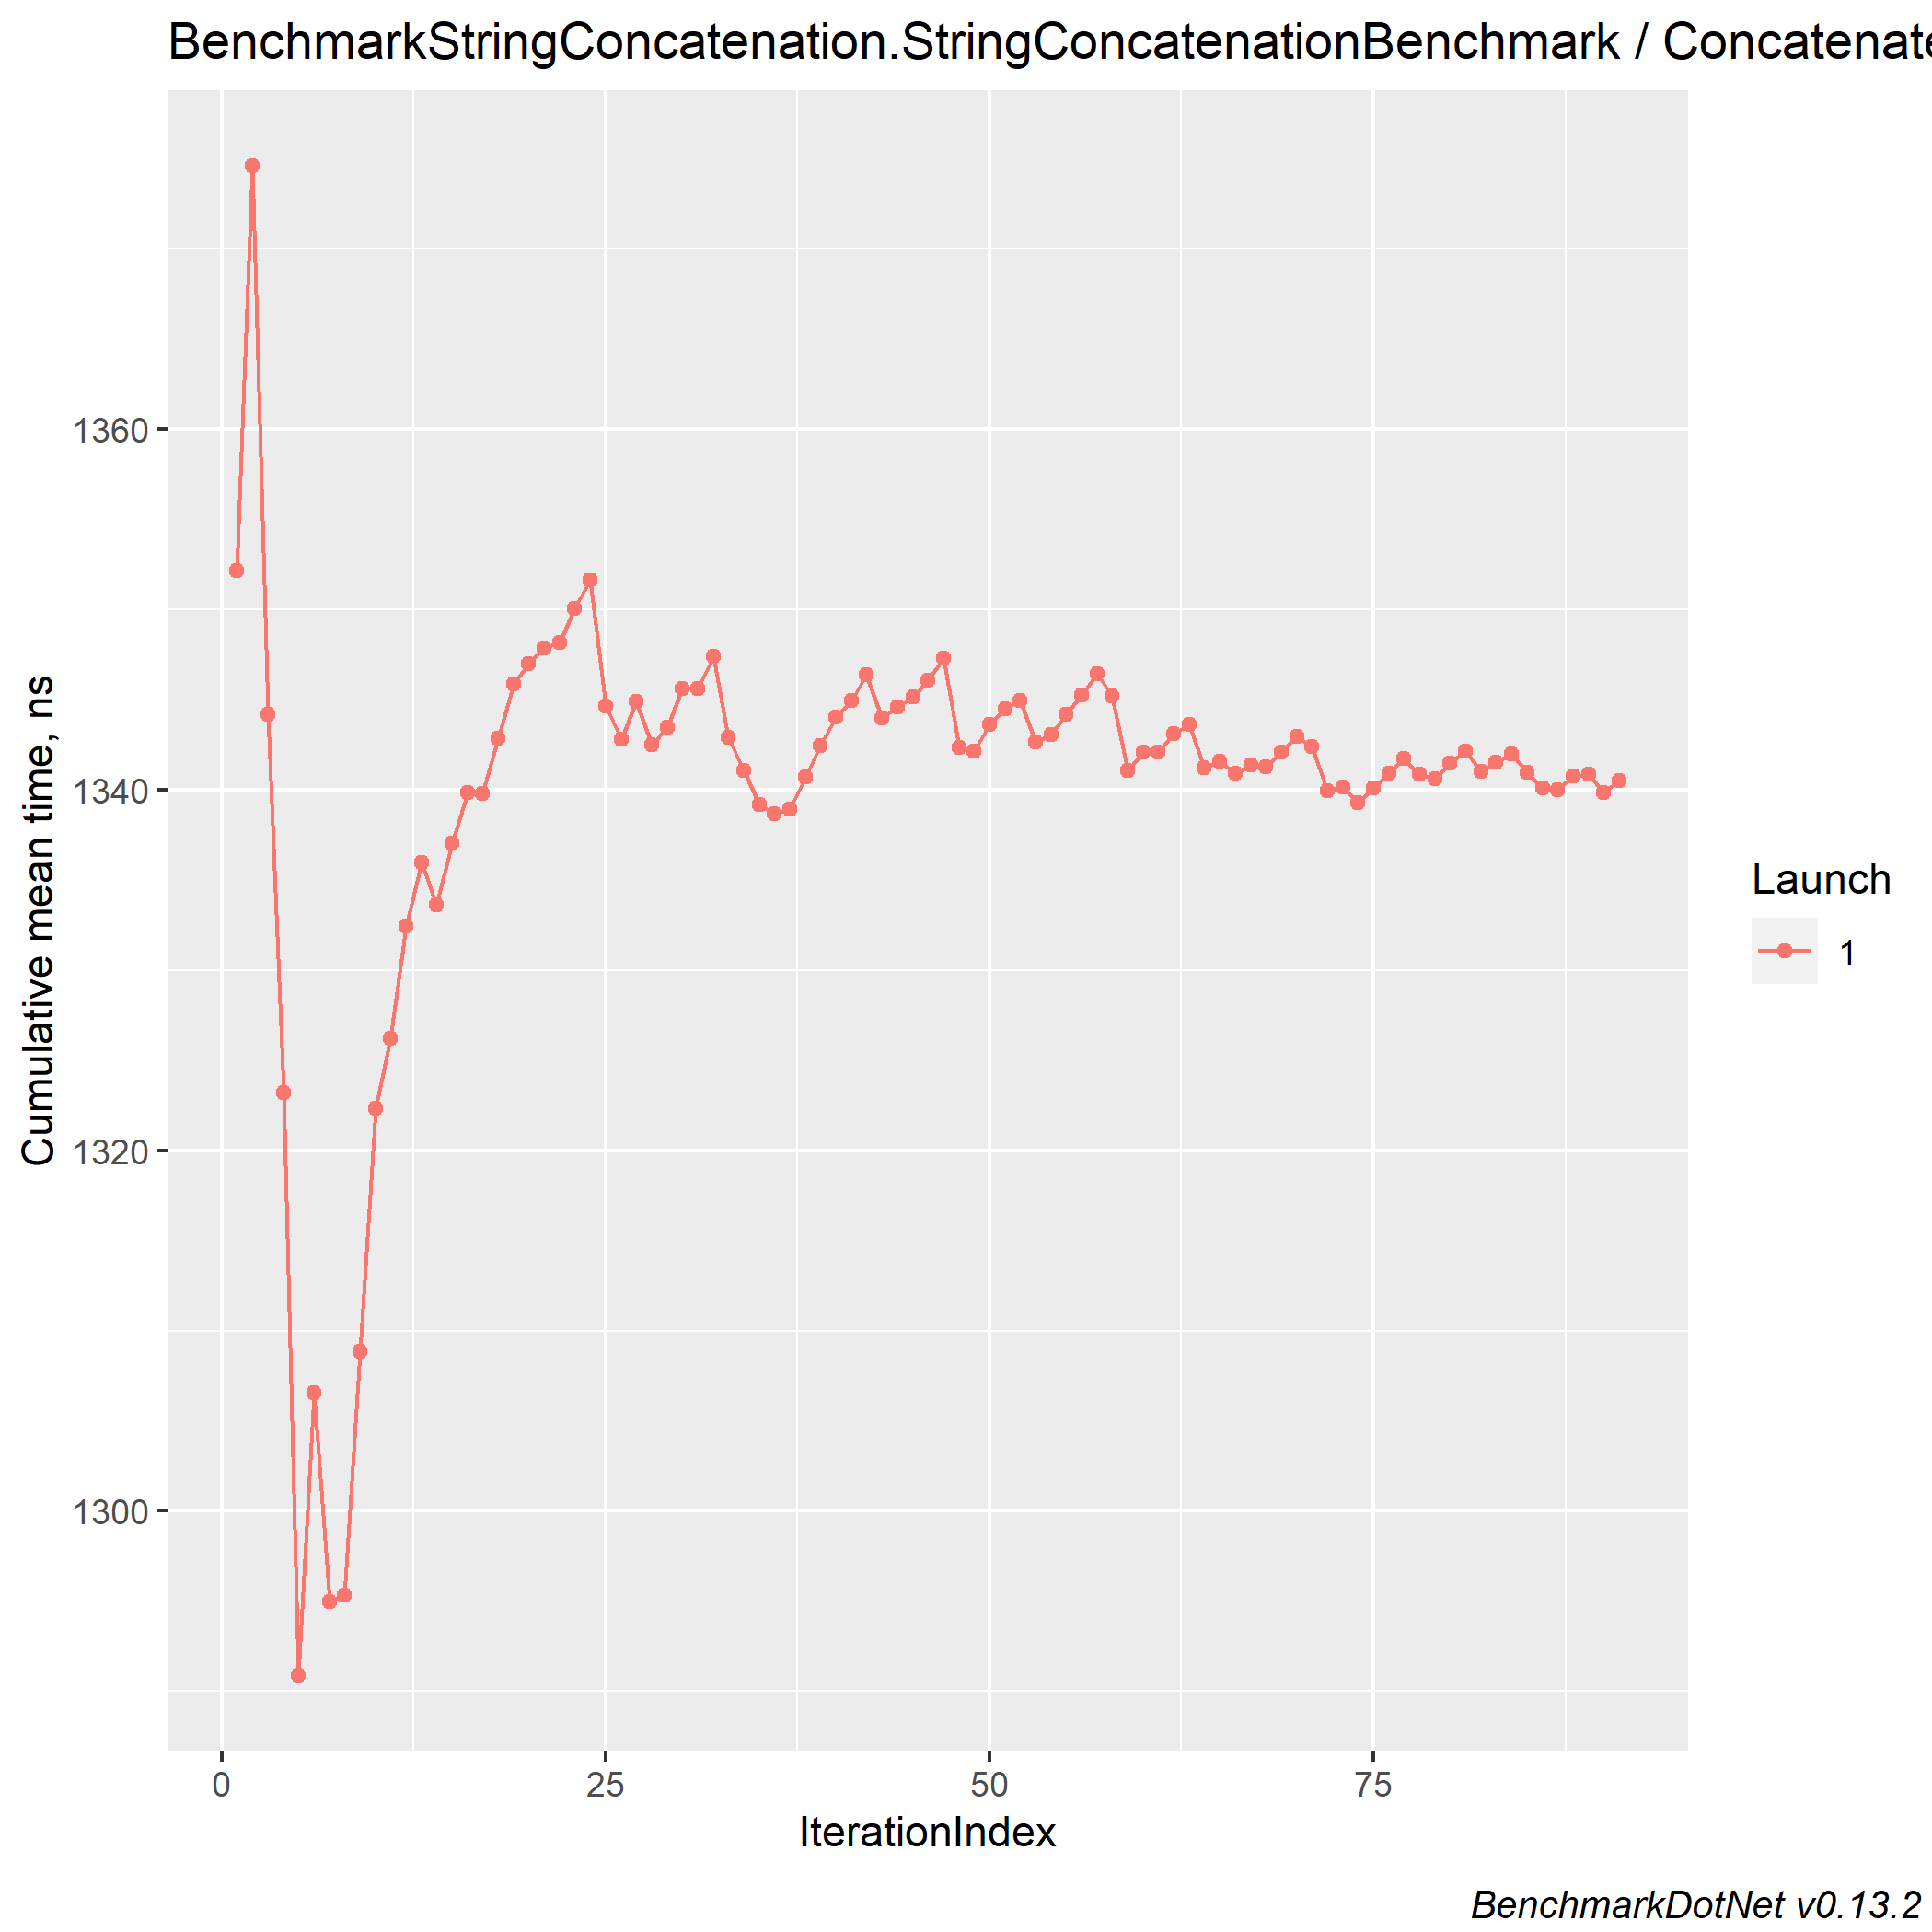 BenchmarkStringConcatenation.StringConcatenationBenchmark / Concatenate
Cumulative mean time, ns
1360
1340
1320
1300
0 25 50 75
IterationIndex
Launch
1
BenchmarkDotNet v0.13.2